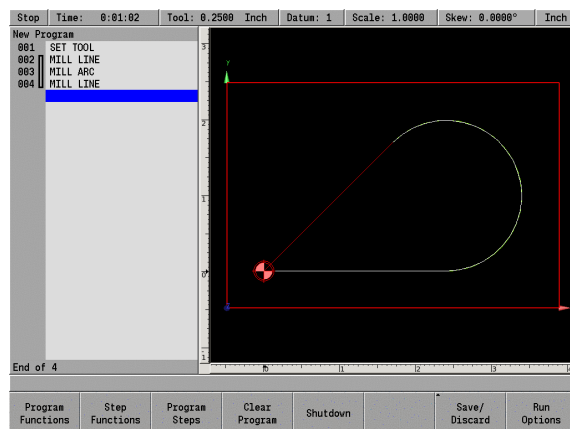 Stop Time: 0:01:02 Tool: 0.2500 Inch Datum: 1 Scale: 1.0000 Skew: 0.0000° Inch
New Program
001 SET TOOL
002 MILL LINE
003 MILL ARC
004 MILL LINE
Y
3
2
1
0
-1
0 1 2 3 4
End of 4
Program Functions
Step Functions
Program Steps
Clear Program
Shutdown
Save/ Discard
Run Options